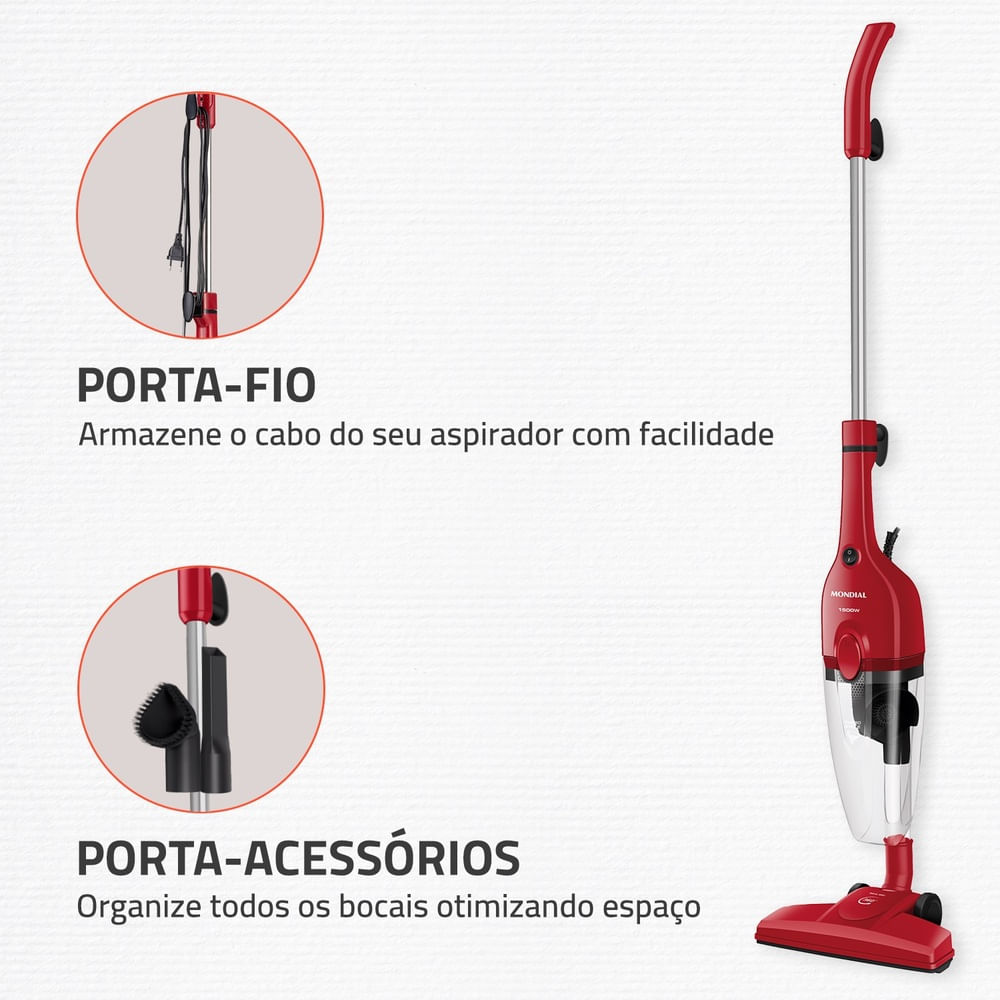 PORTA-FIO
Armazene o cabo do seu aspirador com facilidade
MONDIAL
1500W
PORTA-ACESSÓRIOS
Organize todos os bocais otimizando espaço